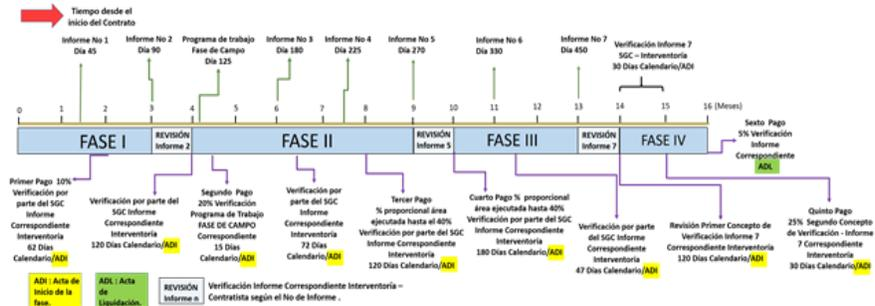 Tiempo desde el
inicio del Contrato
Informe No 1
Día 45
Informe No 2
Día 90
Programa de trabajo
Fase de Campo
Día 125
Informe No 3
Día 180
Informe No 4
Día 225
Informe No 5
Día 270
Informe No 6
Día 330
Informe No 7
Día 450
Verificación Informe 7
SGC – Interventoría
30 Días Calendario/ADI
0 1 2 3 4 5 6 7 8 9 10 11 12 13 14 15 16 (Meses)
FASE I
REVISIÓN
Informe 2
FASE II
REVISIÓN
Informe 5
FASE III
REVISIÓN
Informe 7
FASE IV
Sexto Pago
5% Verificación
Informe
Correspondiente
ADL
Primer Pago 10%
Verificación por
parte del SGC
Informe
Correspondiente
Interventoría
62 Días
Calendario/ADI
Verificación por parte del
SGC Informe
Correspondiente
Interventoría
120 Días Calendario/ADI
Segundo Pago
20% Verificación
Programa de Trabajo
FASE DE CAMPO
Correspondiente
15 Días
Calendario/ADI
Verificación por
parte del SGC
Informe
Correspondiente
Interventoría
72 Días
Calendario/ADI
Tercer Pago
% proporcional área
ejecutada hasta el 40%
Verificación por parte del SGC
Informe Correspondiente
Interventoría
120 Días Calendario/ADI
Cuarto Pago % proporcional
área ejecutada hasta 40%
Verificación por parte del SGC
Informe Correspondiente
Interventoría
180 Días Calendario/ADI
Verificación por parte
del SGC Informe
Correspondiente
Interventoría
47 Días Calendario/ADI
Revisión Primer Concepto de
Verificación Informe 7
Correspondiente Interventoría
120 Días Calendario/ADI
Quinto Pago
25% Segundo Concepto
de Verificación - Informe
7 Correspondiente
Interventoría
30 Días Calendario/ADI
ADI : Acta de
Inicio de la
fase.
ADL : Acta
de
Liquidación.
REVISIÓN
Informe n
Verificación Informe Correspondiente Interventoría –
Contratista según el No de Informe .